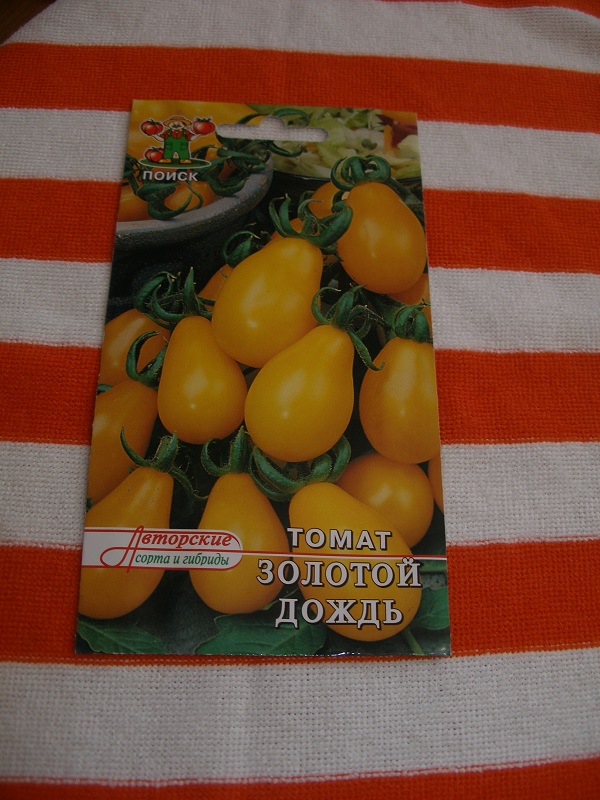 ПОИСК
Авторские
сорта и гибриды
ТОМАТ
ЗОЛОТОЙ
ДОЖДЬ